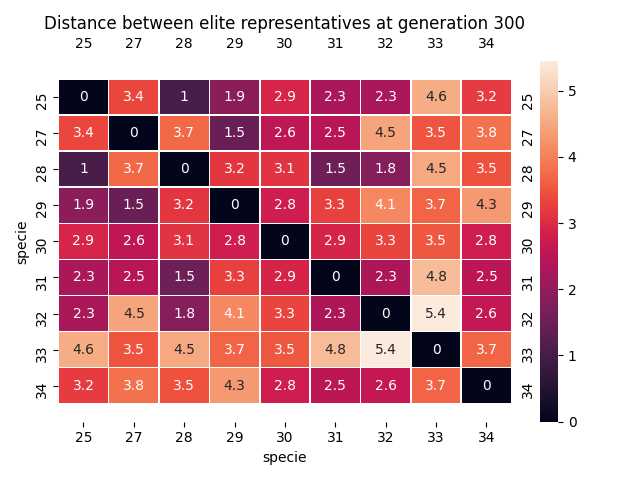 Distance between elite representatives at generation 300
25 27 28 29 30 31 32 33 34
25 0 3.4 1 1.9 2.9 2.3 2.3 4.6 3.2 25
27 3.4 0 3.7 1.5 2.6 2.5 4.5 3.5 3.8 27
28 1 3.7 0 3.2 3.1 1.5 1.8 4.5 3.5 28
29 1.9 1.5 3.2 0 2.8 3.3 4.1 3.7 4.3 29
30 2.9 2.6 3.1 2.8 0 2.9 3.3 3.5 2.8 30
31 2.3 2.5 1.5 3.3 2.9 0 2.3 4.8 2.5 31
32 2.3 4.5 1.8 4.1 3.3 2.3 0 5.4 2.6 32
33 4.6 3.5 4.5 3.7 3.5 4.8 5.4 0 3.7 33
34 3.2 3.8 3.5 4.3 2.8 2.5 2.6 3.7 0 34
25 27 28 29 30 31 32 33 34
specie
specie
5
4
3
2
1
0